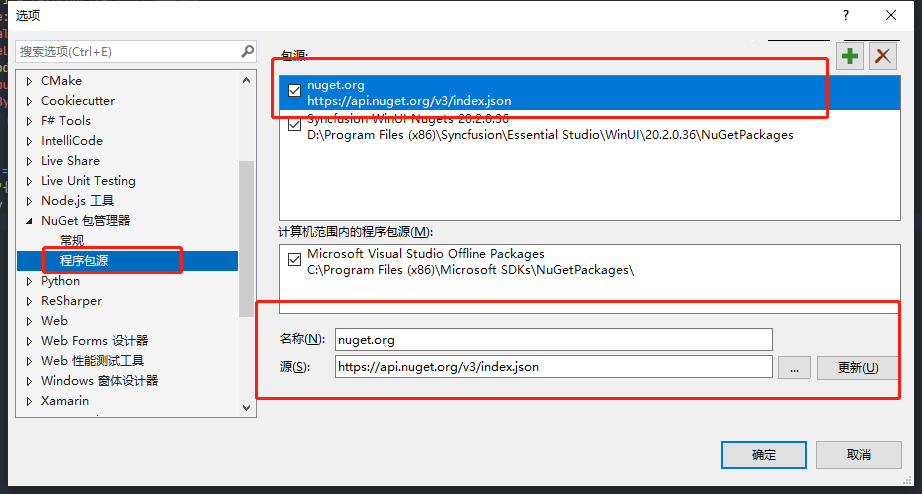 选项
?
搜索选项(Ctrl+E)
CMake
Cookiecutter
F# Tools
IntelliCode
Live Share
Live Unit Testing
Node.js 工具
NuGet 包管理器
常规
程序包源
Python
ReSharper
Web
Web Forms 设计器
Web 性能测试工具
Windows 窗体设计器
Xamarin
包源:
nuget.org
https://api.nuget.org/v3/index.json
Syncfusion WinUI Nugets 20.2.0.36
D:\Program Files (x86)\Syncfusion\Essential Studio\WinUI\20.2.0.36\NuGetPackages
计算机范围内的程序包源(M):
Microsoft Visual Studio Offline Packages
C:\Program Files (x86)\Microsoft SDKs\NuGetPackages\
名称(N):
nuget.org
源(S):
https://api.nuget.org/v3/index.json
...
更新(U)
确定
取消